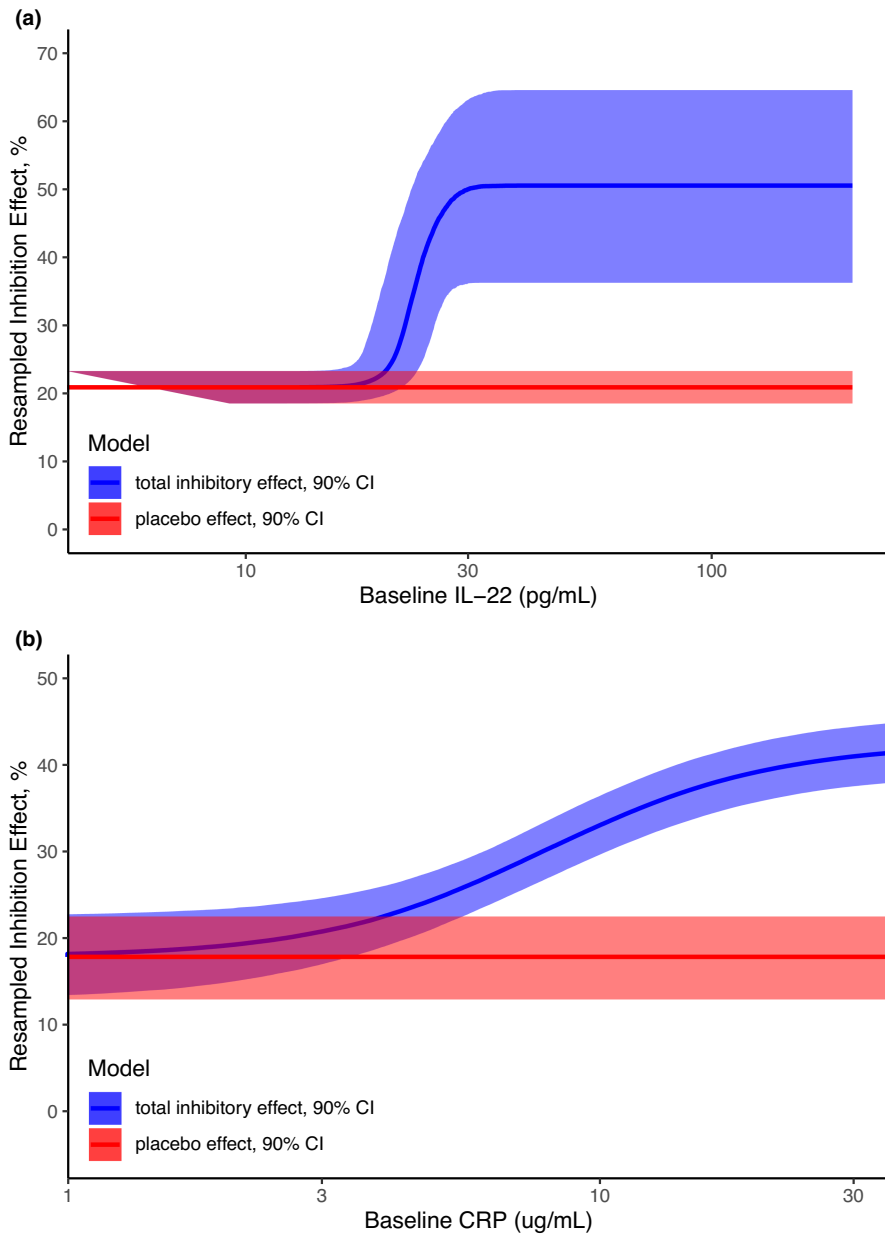 (a)
Resampled Inhibition Effect, %
70
60
50
40
30
20
10
0
Model
total inhibitory effect, 90% CI
placebo effect, 90% CI
10
30
100
Baseline IL−22 (pg/mL)
(b)
Resampled Inhibition Effect, %
50
40
30
20
10
0
Model
total inhibitory effect, 90% CI
placebo effect, 90% CI
1
3
10
30
Baseline CRP (ug/mL)